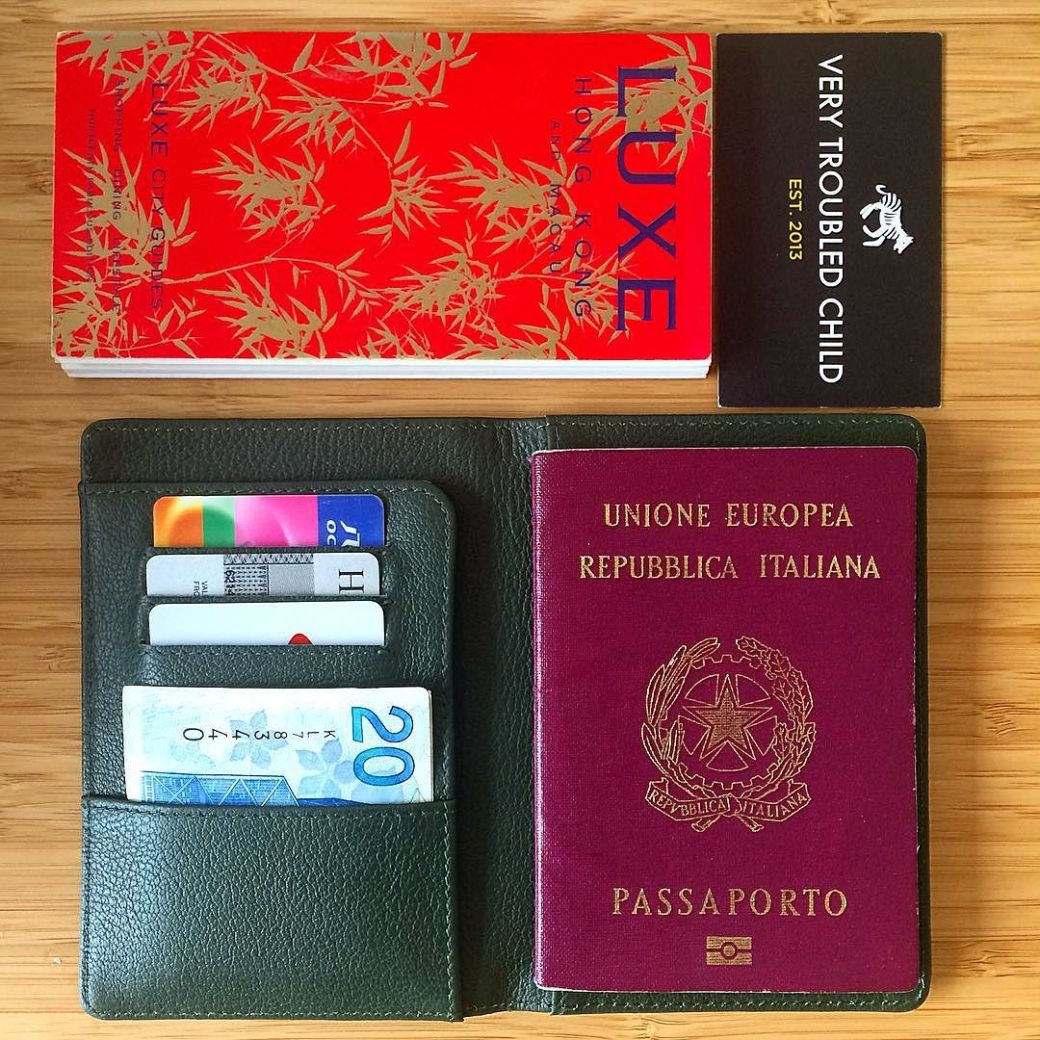 LUXE
HONG KONG
AND MACAU
LUXE CITY GUIDES
VERY TROUBLED CHILD
EST. 2013
OC
H
20
UNIONE EUROPEA
REPUBBLICA ITALIANA
REPVBBLICA ITALIANA
PASSAPORTO